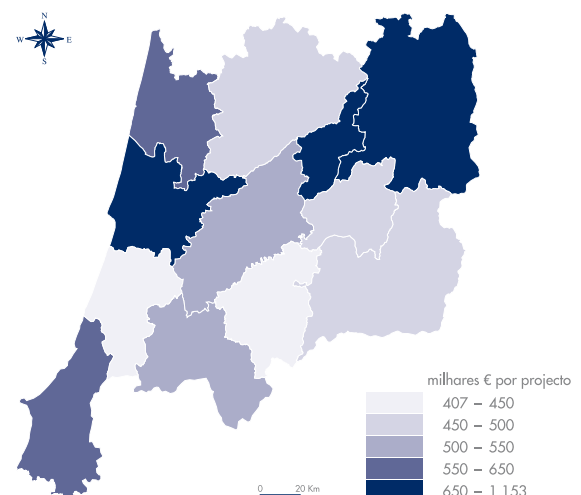 N
W E
S
milhares € por projecto
407 – 450
450 – 500
500 – 550
550 – 650
650 – 1 153
0 20 Km